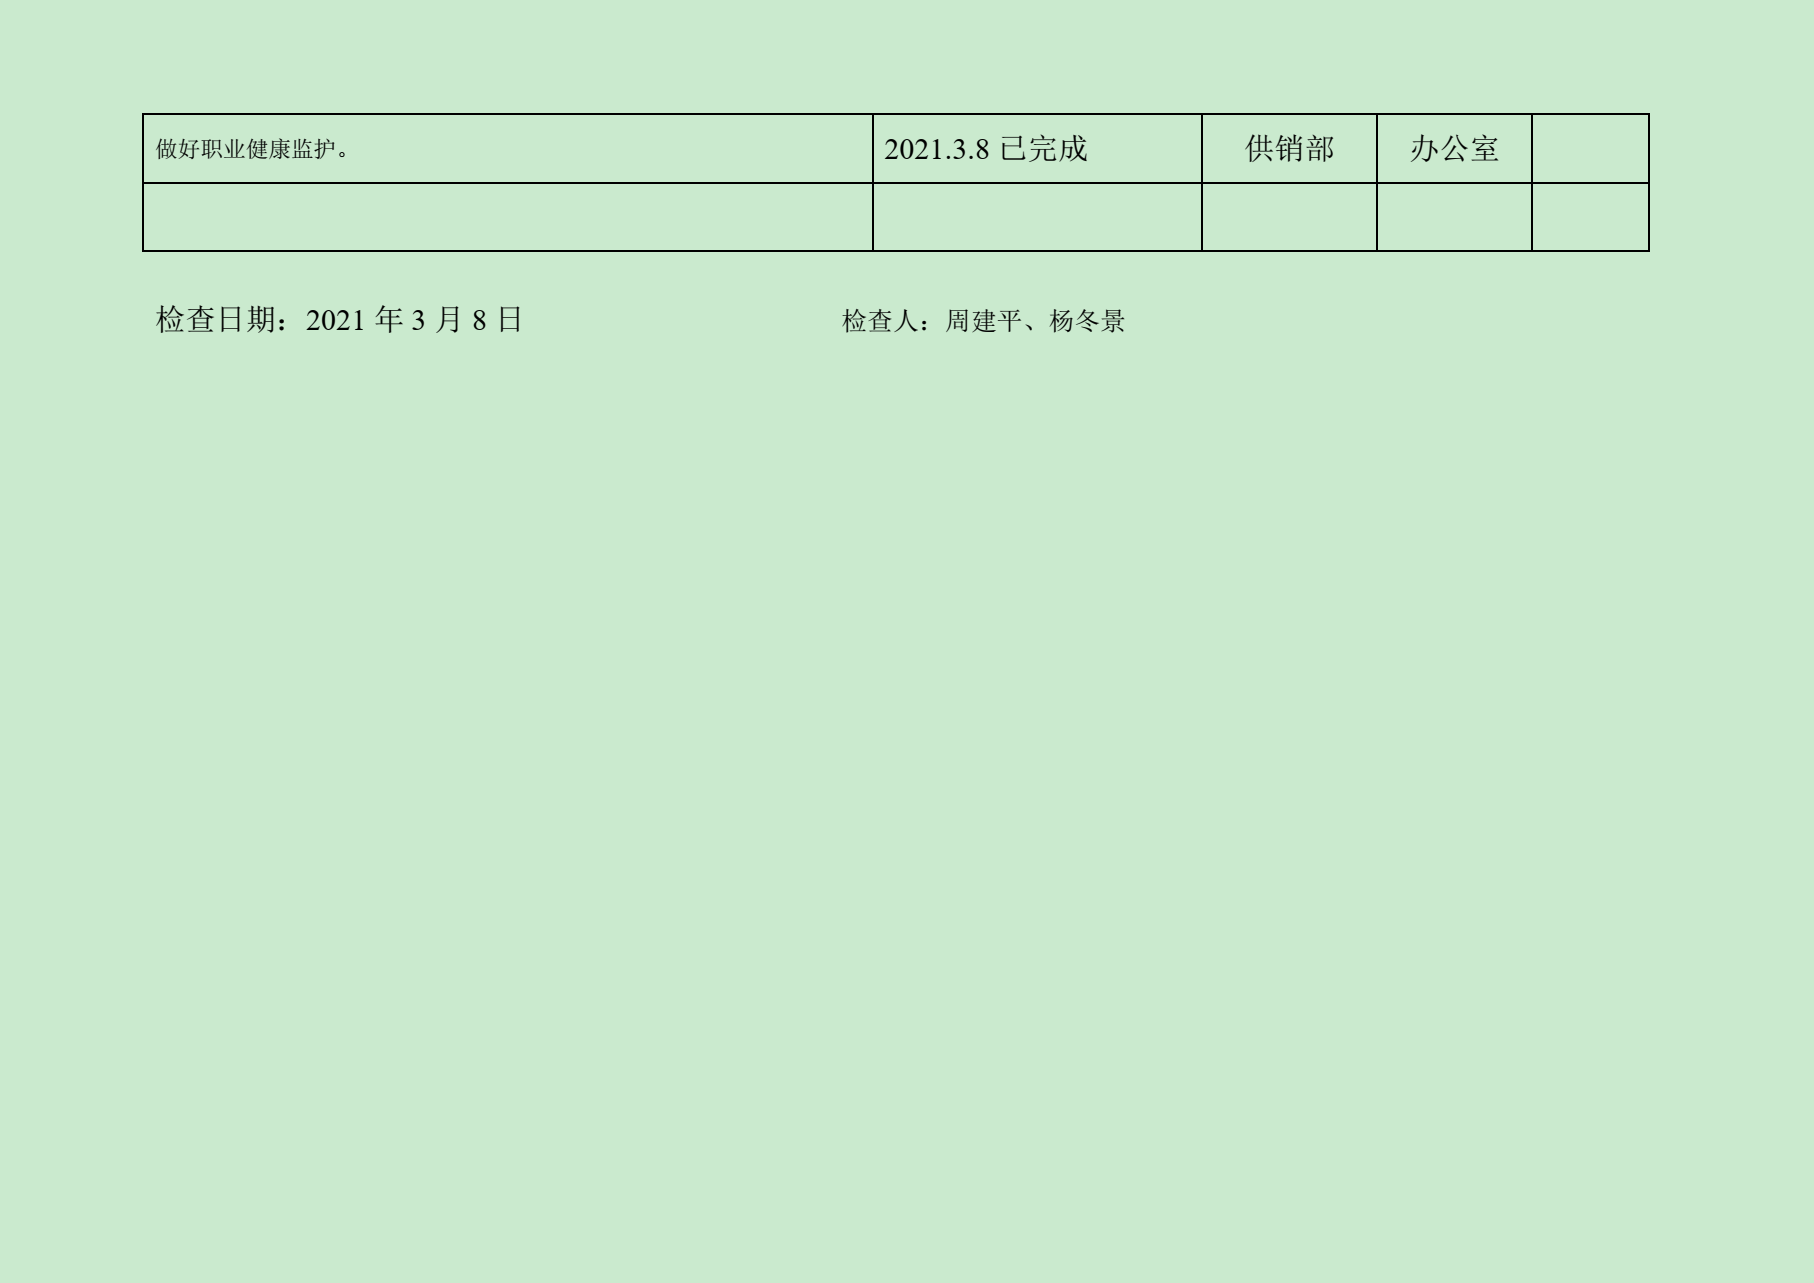 做好职业健康监护。 2021.3.8 已完成 供销部 办公室
检查日期：2021 年 3 月 8 日 检查人：周建平、杨冬景